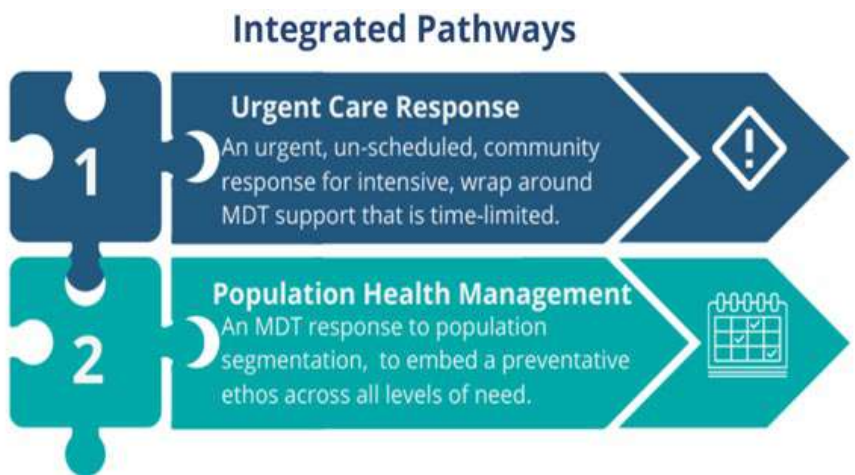 Integrated Pathways
1
Urgent Care Response
An urgent, un-scheduled, community
response for intensive, wrap around
MDT support that is time-limited.
!
2
Population Health Management
An MDT response to population
segmentation, to embed a preventative
ethos across all levels of need.